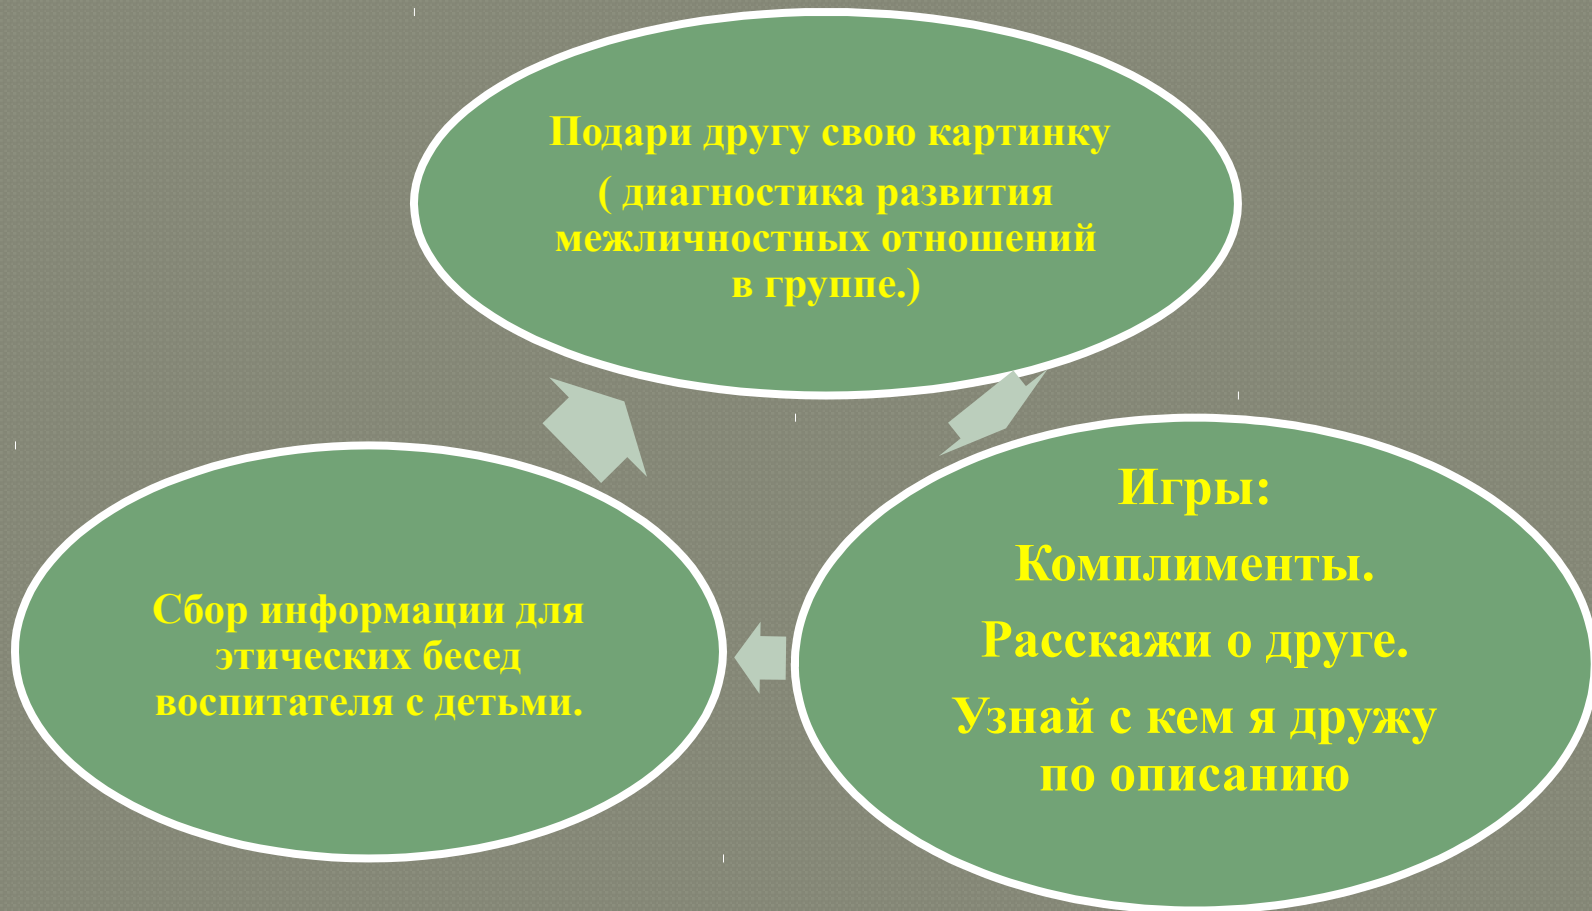 Подари другу свою картинку
( диагностика развития
межличностных отношений
в группе.)
Игры:
Комплименты.
Расскажи о друге.
Узнай с кем я дружу
по описанию
Сбор информации для
этических бесед
воспитателя с детьми.